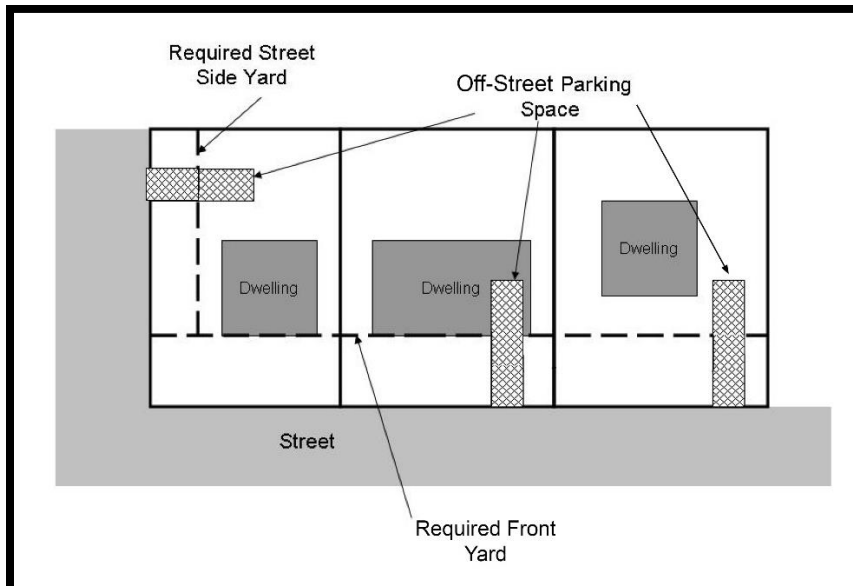 Required Street
Side Yard
Off-Street Parking
Space
Dwelling
Dwelling
Dwelling
Street
Required Front
Yard